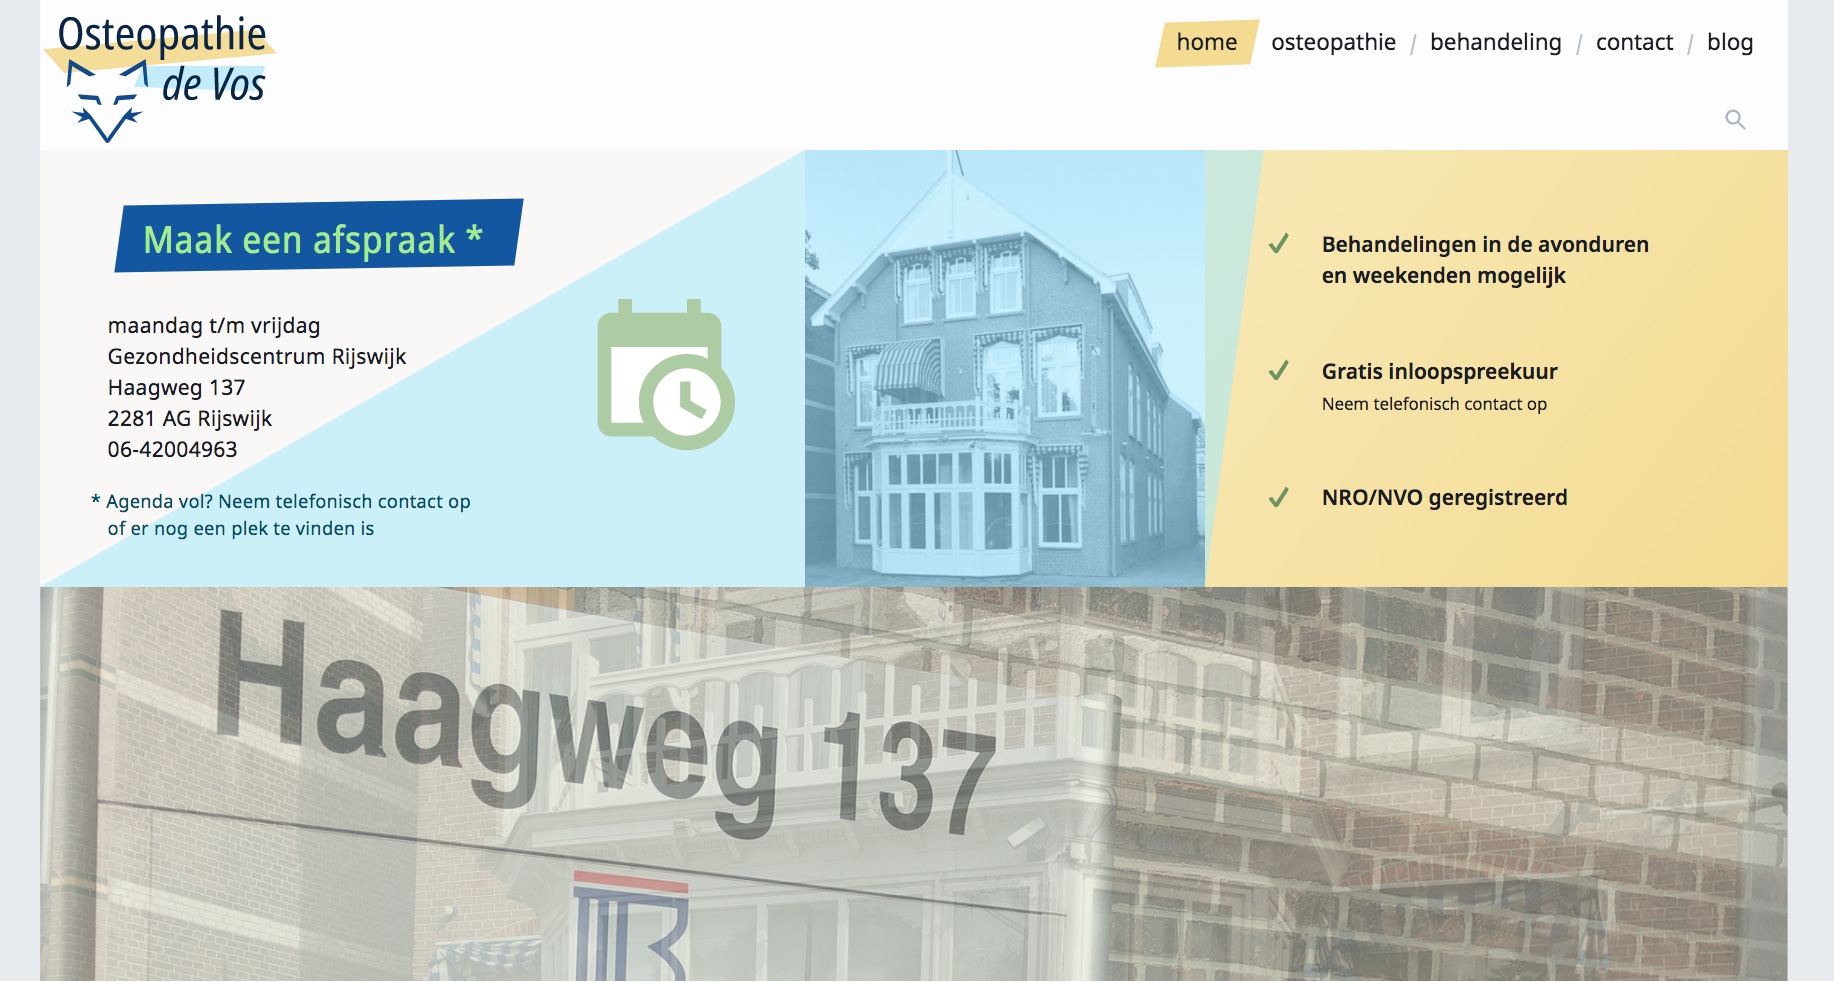 Osteopathie
de Vos
home
osteopathie / behandeling / contact / blog
Maak een afspraak *
maandag t/m vrijdag
Gezondheidscentrum Rijswijk
Haagweg 137
2281 AG Rijswijk
06-42004963
* Agenda vol? Neem telefonisch contact op
of er nog een plek te vinden is
Behandelingen in de avonduren
en weekenden mogelijk
Gratis inloopspreekuur
Neem telefonisch contact op
NRO/NVO geregistreerd
Haagweg 137